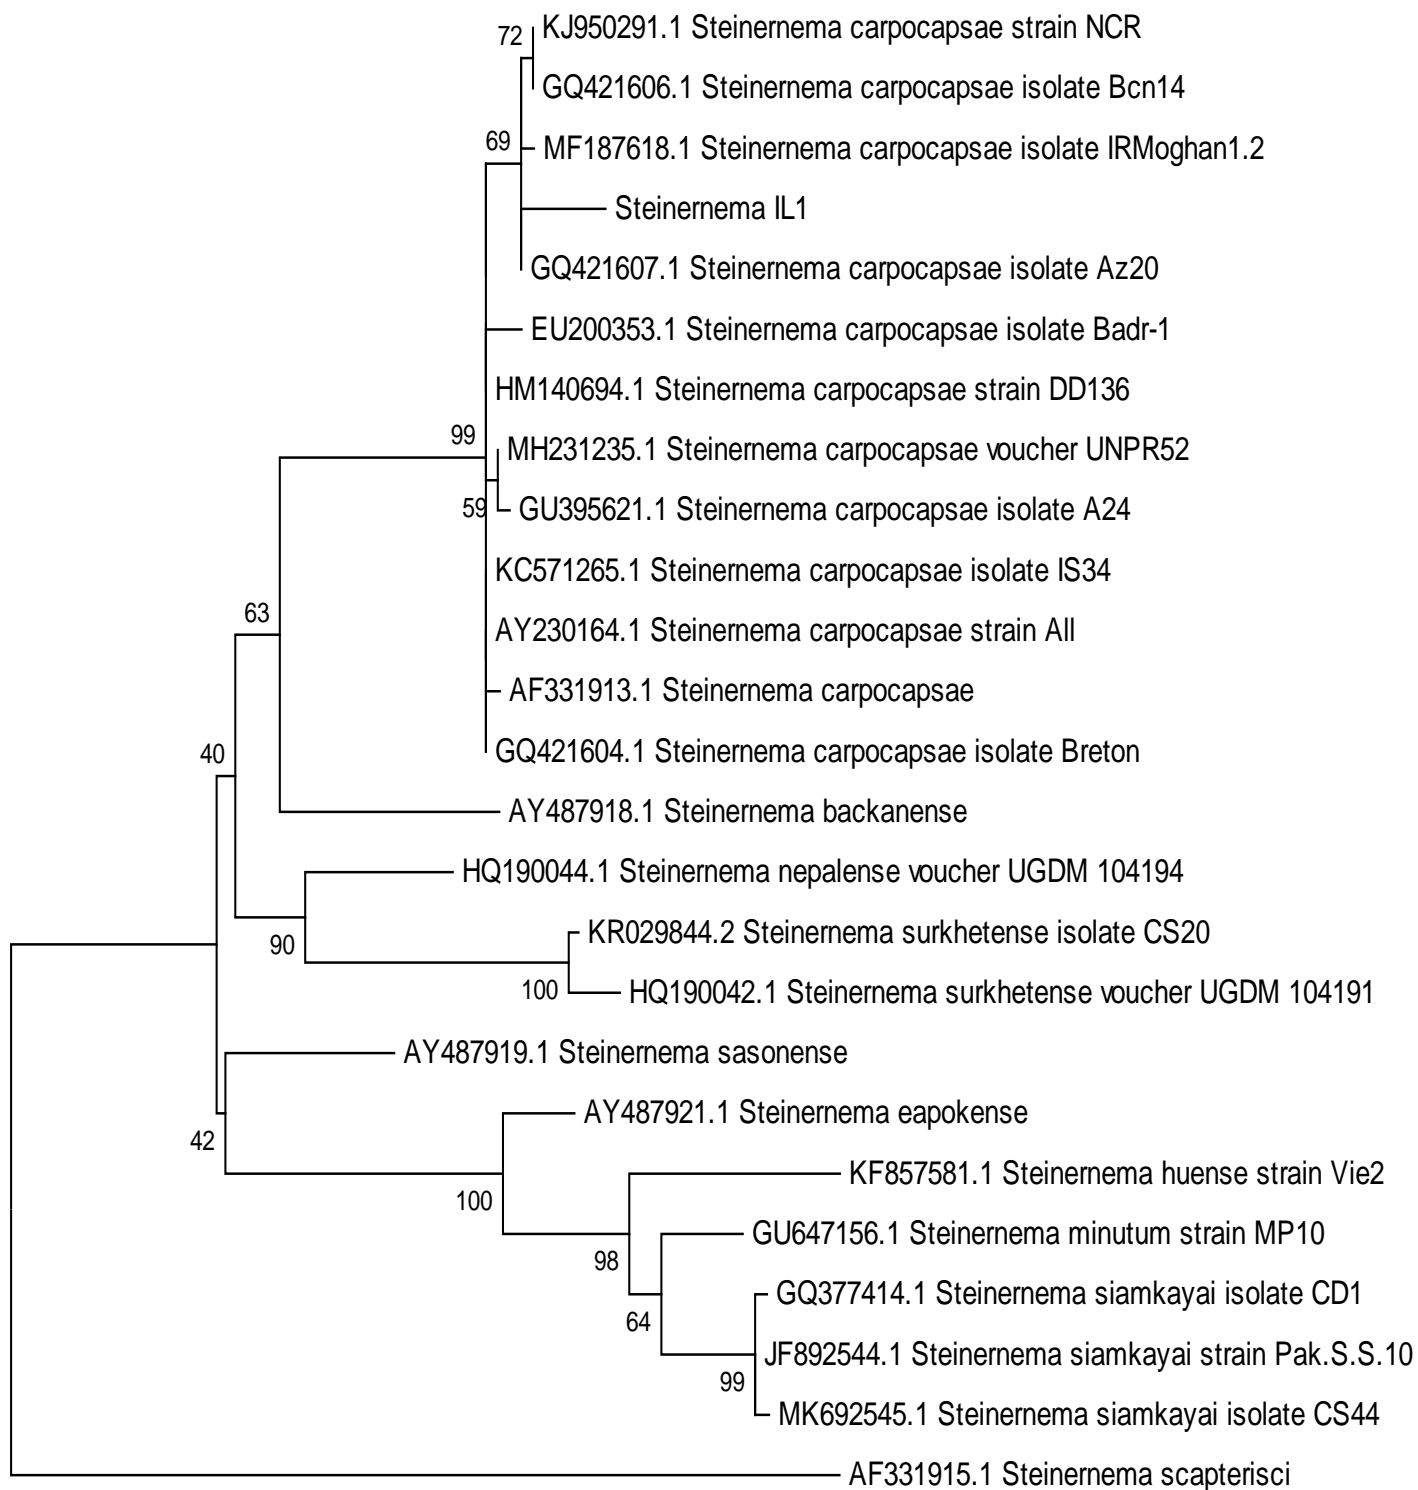 72
KJ950291.1 Steinernema carpocapsae strain NCR
GQ421606.1 Steinernema carpocapsae isolate Bcn14
69
MF187618.1 Steinernema carpocapsae isolate IRMoghan1.2
Steinernema IL1
GQ421607.1 Steinernema carpocapsae isolate Az20
EU200353.1 Steinernema carpocapsae isolate Badr-1
HM140694.1 Steinernema carpocapsae strain DD136
99
MH231235.1 Steinernema carpocapsae voucher UNPR52
59
GU395621.1 Steinernema carpocapsae isolate A24
KC571265.1 Steinernema carpocapsae isolate IS34
63
AY230164.1 Steinernema carpocapsae strain All
AF331913.1 Steinernema carpocapsae
40
GQ421604.1 Steinernema carpocapsae isolate Breton
AY487918.1 Steinernema backanense
HQ190044.1 Steinernema nepalense voucher UGDM 104194
90
KR029844.2 Steinernema surkhetense isolate CS20
100
HQ190042.1 Steinernema surkhetense voucher UGDM 104191
AY487919.1 Steinernema sasonense
AY487921.1 Steinernema eapokense
42
KF857581.1 Steinernema huense strain Vie2
100
GU647156.1 Steinernema minutum strain MP10
98
GQ377414.1 Steinernema siamkayai isolate CD1
64
JF892544.1 Steinernema siamkayai strain Pak.S.S.10
99
MK692545.1 Steinernema siamkayai isolate CS44
AF331915.1 Steinernema scapterisci